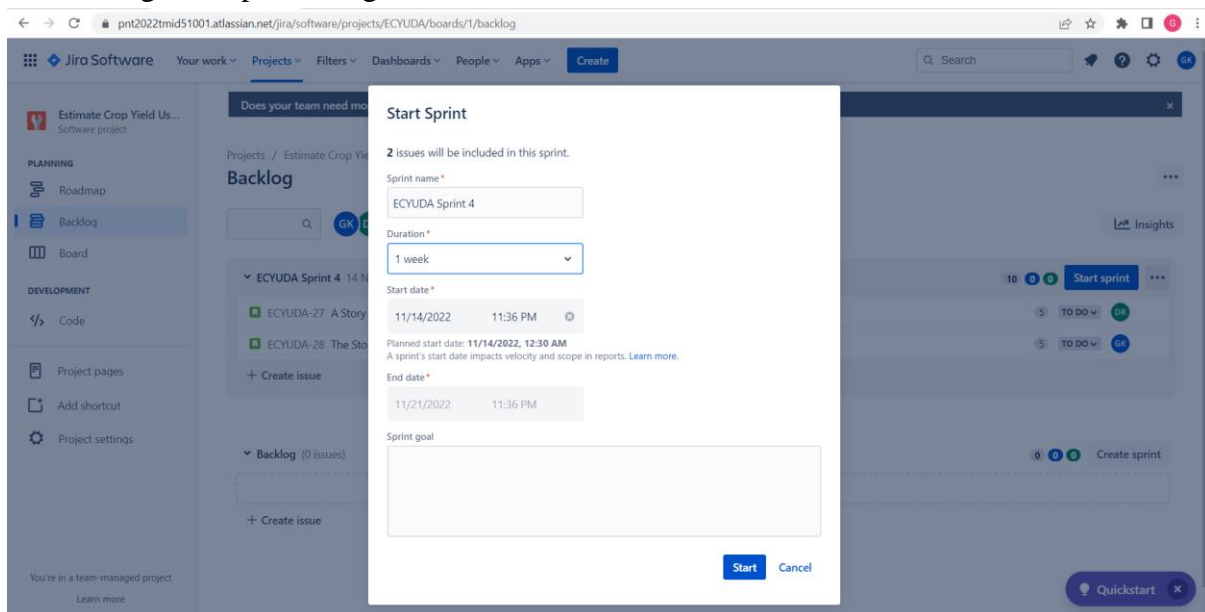 pnt2022tmid51001.atlassian.net/jira/software/projects/ECYUDA/boards/1/backlog
G
Jira Software Your work Projects Filters Dashboards People Apps Create Search GK
Does your team need mo
Estimate Crop Yield Us...
Software project
PLANNING
Roadmap
Backlog
Board
DEVELOPMENT
Code
Project pages
Add shortcut
Project settings
You're in a team-managed project
Learn more
Projects / Estimate Crop Yie
Backlog
GK
Insights
ECYUDA Sprint 4 14 N
10 0 0 Start sprint
ECYUDA-27 A Story
5 TO DO DR
ECYUDA-28 The Sto
5 TO DO GK
+ Create issue
Backlog (0 issues)
0 0 0 Create sprint
+ Create issue
Start Sprint
2 issues will be included in this sprint.
Sprint name*
ECYUDA Sprint 4
Duration*
1 week
Start date*
11/14/2022 11:36 PM
Planned start date: 11/14/2022, 12:30 AM
A sprint's start date impacts velocity and scope in reports. Learn more.
End date*
11/21/2022 11:36 PM
Sprint goal
Start Cancel
Quickstart